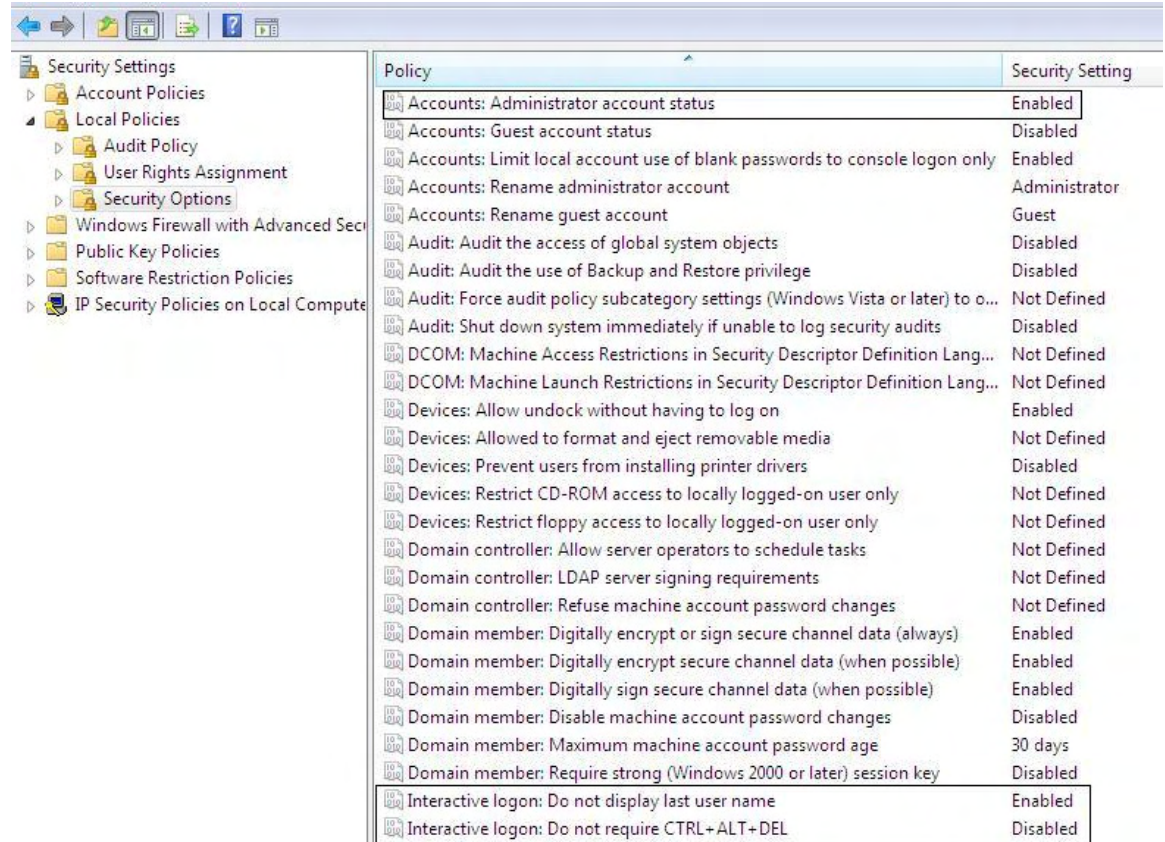 Security Settings
Account Policies
Local Policies
Audit Policy
User Rights Assignment
Security Options
Windows Firewall with Advanced Secu
Public Key Policies
Software Restriction Policies
IP Security Policies on Local Compute
Policy Security Setting
Accounts: Administrator account status Enabled
Accounts: Guest account status Disabled
Accounts: Limit local account use of blank passwords to console logon only Enabled
Accounts: Rename administrator account Administrator
Accounts: Rename guest account Guest
Audit: Audit the access of global system objects Disabled
Audit: Audit the use of Backup and Restore privilege Disabled
Audit: Force audit policy subcategory settings (Windows Vista or later) to o... Not Defined
Audit: Shut down system immediately if unable to log security audits Disabled
DCOM: Machine Access Restrictions in Security Descriptor Definition Lang... Not Defined
DCOM: Machine Launch Restrictions in Security Descriptor Definition Lang... Not Defined
Devices: Allow undock without having to log on Enabled
Devices: Allowed to format and eject removable media Not Defined
Devices: Prevent users from installing printer drivers Disabled
Devices: Restrict CD-ROM access to locally logged-on user only Not Defined
Devices: Restrict floppy access to locally logged-on user only Not Defined
Domain controller: Allow server operators to schedule tasks Not Defined
Domain controller: LDAP server signing requirements Not Defined
Domain controller: Refuse machine account password changes Not Defined
Domain member: Digitally encrypt or sign secure channel data (always) Enabled
Domain member: Digitally encrypt secure channel data (when possible) Enabled
Domain member: Digitally sign secure channel data (when possible) Enabled
Domain member: Disable machine account password changes Disabled
Domain member: Maximum machine account password age 30 days
Domain member: Require strong (Windows 2000 or later) session key Disabled
Interactive logon: Do not display last user name Enabled
Interactive logon: Do not require CTRL+ALT+DEL Disabled